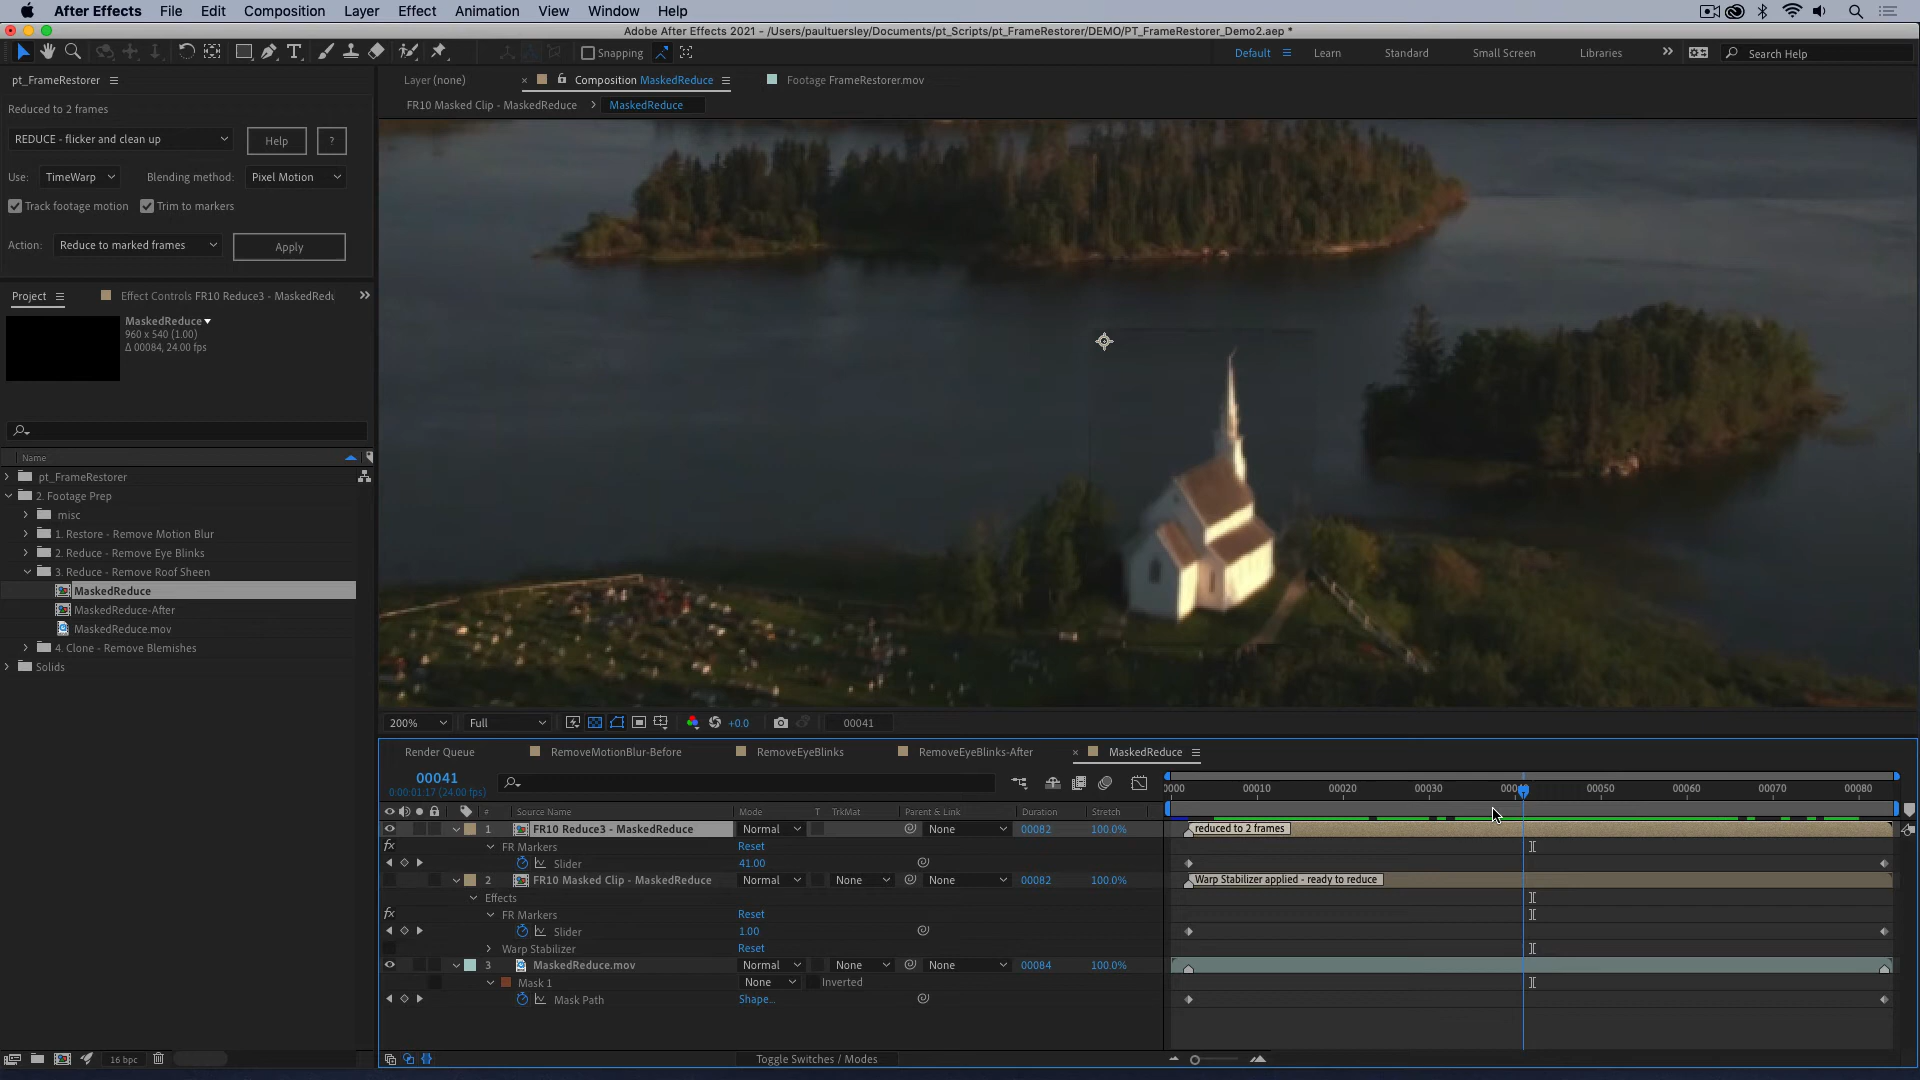 After Effects File Edit Composition Layer Effect Animation View Window Help
Adobe After Effects 2021 - /Users/paultuersley/Documents/pt_Scripts/pt_FrameRestorer/DEMO/PT_FrameRestorer_Demo2.aep *
Snapping Default Learn Standard Small Screen Libraries Search Help
pt_FrameRestorer
Layer (none) Composition MaskedReduce Footage FrameRestorer.mov
Reduced to 2 frames
FR10 Masked Clip - MaskedReduce MaskedReduce
REDUCE - flicker and clean up Help ?
Use: TimeWarp Blending method: Pixel Motion
Track footage motion Trim to markers
Action: Reduce to marked frames Apply
Project Effect Controls FR10 Reduce3 - MaskedRedu
MaskedReduce
960 x 540 (1.00)
Δ 00084, 24.00 fps
Name
pt_FrameRestorer
2. Footage Prep
misc
1. Restore - Remove Motion Blur
2. Reduce - Remove Eye Blinks
3. Reduce - Remove Roof Sheen
MaskedReduce
MaskedReduce-After
MaskedReduce.mov
4. Clone - Remove Blemishes
Solids
16 bpc
200% Full +0.0 00041
Render Queue RemoveMotionBlur-Before RemoveEyeBlinks RemoveEyeBlinks-After MaskedReduce
00041
0:00:01:17 (24.00 fps)
0000 00010 00020 00030 00050 00060 00070 00080
# Source Name Mode T TrkMat Parent & Link Duration Stretch
1 FR10 Reduce3 - MaskedReduce Normal None 00082 100.0% reduced to 2 frames
fx FR Markers Reset
Slider 41.00
2 FR10 Masked Clip - MaskedReduce Normal None None 00082 100.0% Warp Stabilizer applied - ready to reduce
Effects
fx FR Markers Reset
Slider 1.00
Warp Stabilizer Reset
3 MaskedReduce.mov Normal None None 00084 100.0%
Mask 1 None Inverted
Mask Path Shape...
Toggle Switches / Modes